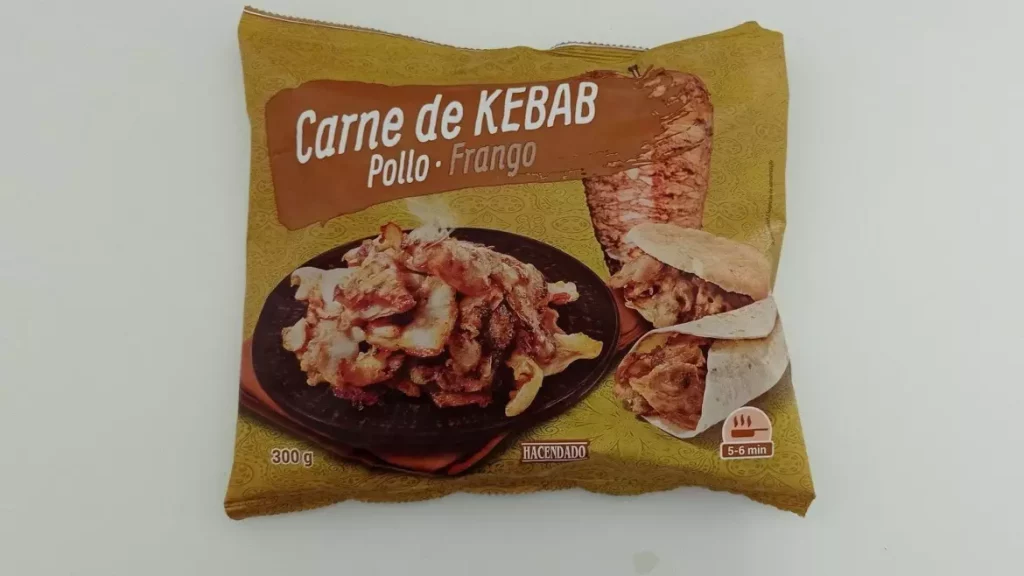 Carne de KEBAB
Pollo · Frango
300 g
HACENDADO
5-6 min